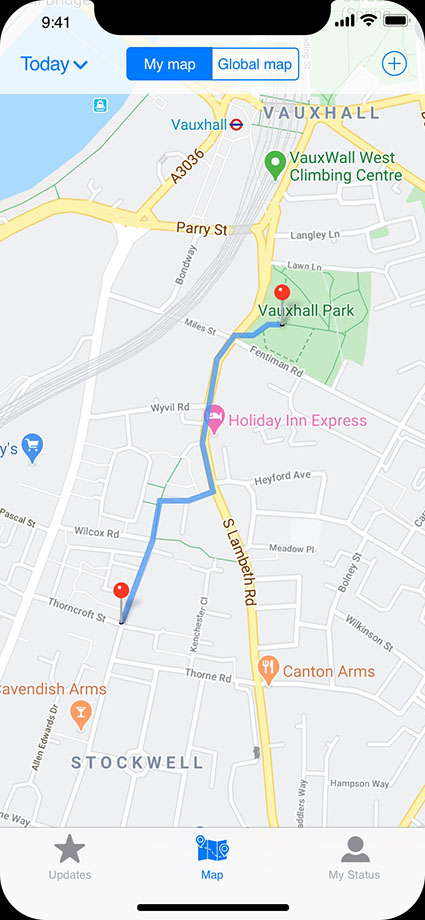 9:41
Today
My map
Global map
Vauxhall
VAUXHALL
A3036
VauxWall West
Climbing Centre
Parry St
Langley Ln
Bondway
Lawn Ln
Vauxhall Park
Miles St
Fentiman Rd
Wyvil Rd
Holiday Inn Express
y's
Heyford Ave
Pascal St
Wilcox Rd
S Lambeth Rd
Meadow Pl
Bolney St
Thorncroft St
Kenchester Cl
Wilkinson St
Thorne Rd
Canton Arms
Cavendish Arms
Allen Edwards Dr
STOCKWELL
Hampson Way
addlers Way
ne Way
Updates
Map
My Status